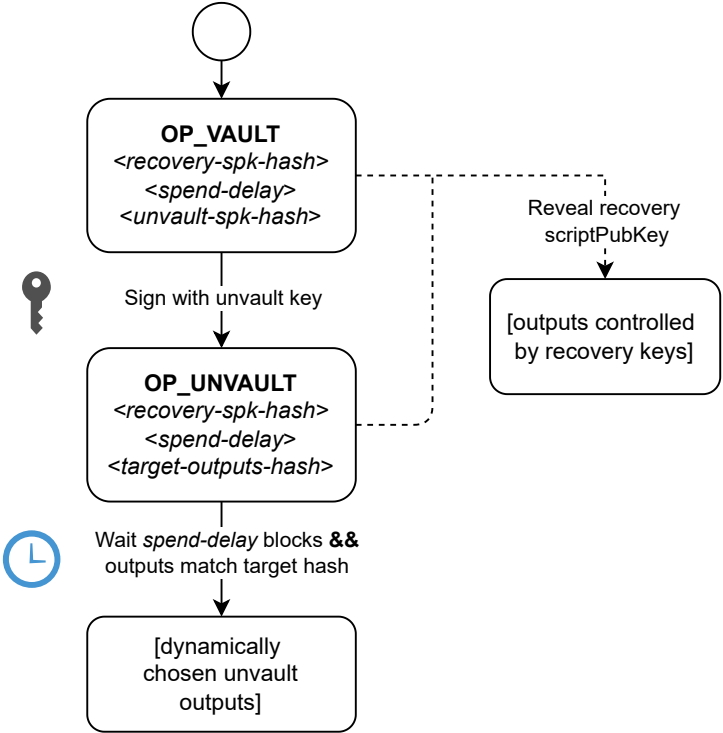 OP_VAULT
<recovery-spk-hash>
<spend-delay>
<unvault-spk-hash>
Reveal recovery
scriptPubKey
Sign with unvault key
[outputs controlled
by recovery keys]
OP_UNVAULT
<recovery-spk-hash>
<spend-delay>
<target-outputs-hash>
Wait spend-delay blocks &&
outputs match target hash
[dynamically
chosen unvault
outputs]